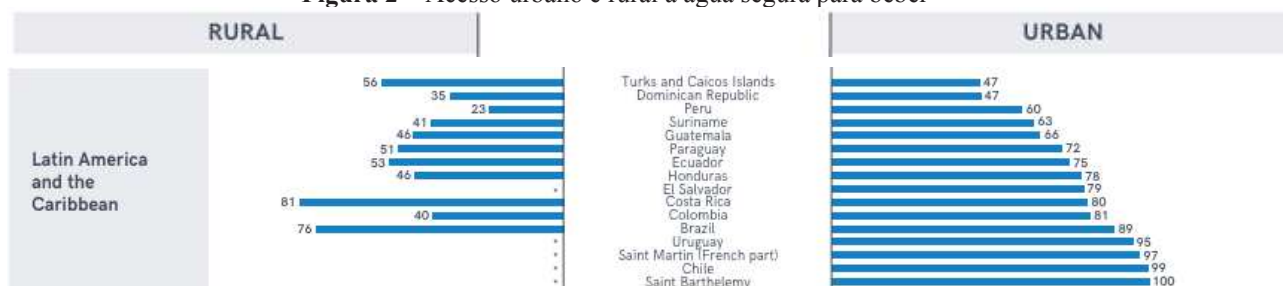 Figura 2 – Acesso urbano e rural à água segura para beber
RURAL
URBAN
Latin America
and the
Caribbean
56 Turks and Caicos Islands 47
35 Dominican Republic 47
23 Peru 60
41 Suriname 63
46 Guatemala 66
51 Paraguay 72
53 Ecuador 75
46 Honduras 78
El Salvador 79
81 Costa Rica 80
40 Colombia 81
76 Brazil 89
Uruguay 95
Saint Martin (French part) 97
Chile 99
Saint Barthelemy 100